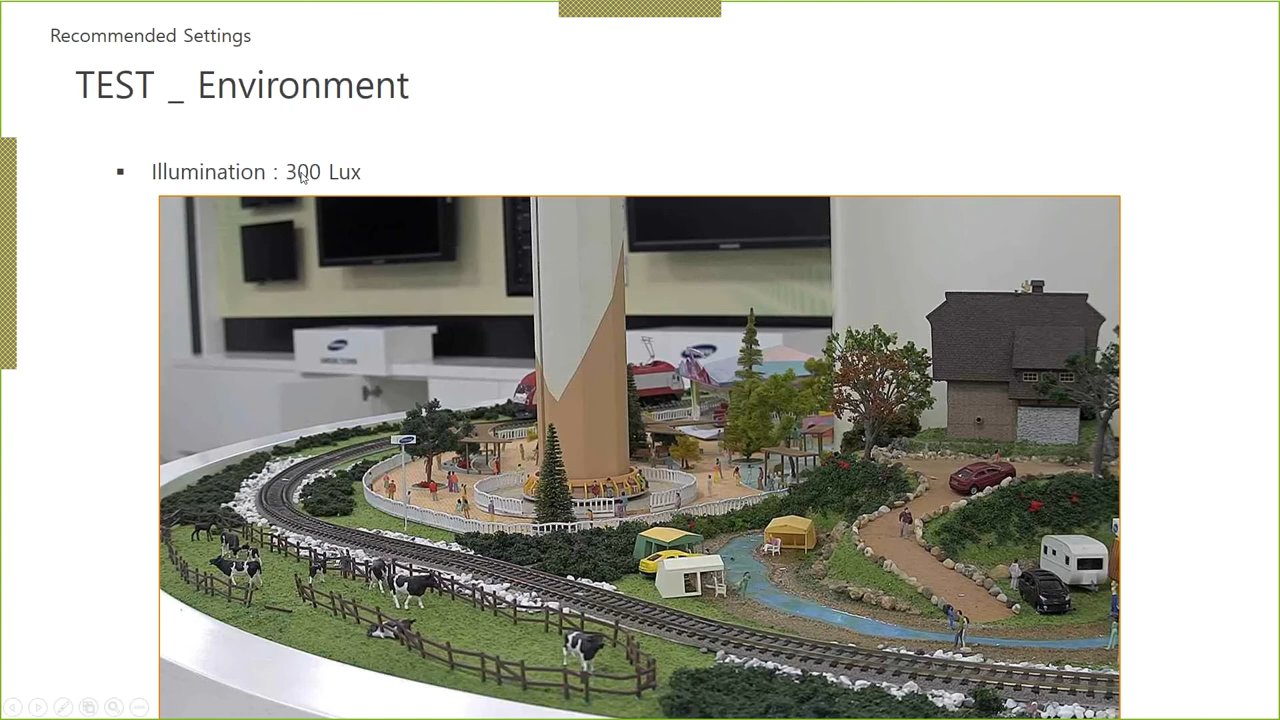 Recommended Settings
TEST _ Environment
▪ Illumination : 300 Lux